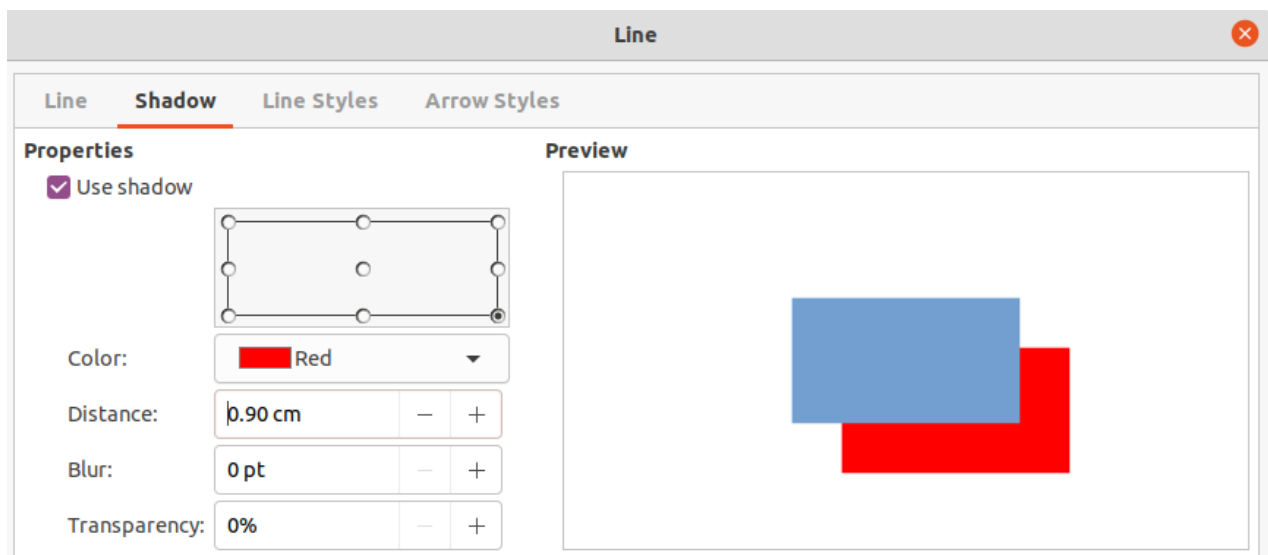 Line
Line Shadow Line Styles Arrow Styles
Properties
Use shadow
Color: Red
Distance: 0.90 cm
Blur: 0 pt
Transparency: 0%
Preview